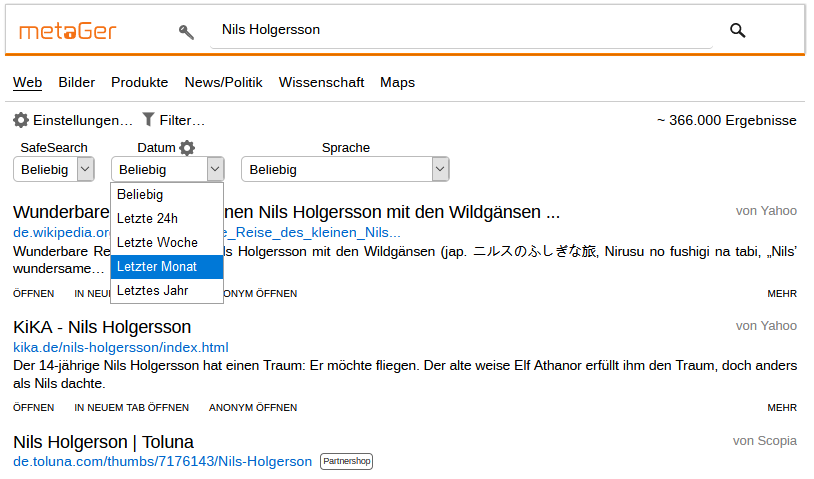 metaGer
Nils Holgersson
Web Bilder Produkte News/Politik Wissenschaft Maps
Einstellungen... Filter... ~ 366.000 Ergebnisse
SafeSearch Datum Sprache
Beliebig Beliebig Beliebig
Beliebig
Letzte 24h
Letzte Woche
Letzter Monat
Letztes Jahr
Wunderbare nen Nils Holgersson mit den Wildgänsen ... von Yahoo
de.wikipedia.or e_Reise_des_kleinen_Nils...
Wunderbare Re ls Holgersson mit den Wildgänsen (jap. ニルスのふしぎな旅, Nirusu no fushigi na tabi, „Nils’
wundersame…
ÖFFNEN IN NEUE ONYM ÖFFNEN MEHR
KiKA - Nils Holgersson von Yahoo
kika.de/nils-holgersson/index.html
Der 14-jährige Nils Holgersson hat einen Traum: Er möchte fliegen. Der alte weise Elf Athanor erfüllt ihm den Traum, doch anders
als Nils dachte.
ÖFFNEN IN NEUEM TAB ÖFFNEN ANONYM ÖFFNEN MEHR
Nils Holgerson | Toluna von Scopia
de.toluna.com/thumbs/7176143/Nils-Holgerson Partnershop